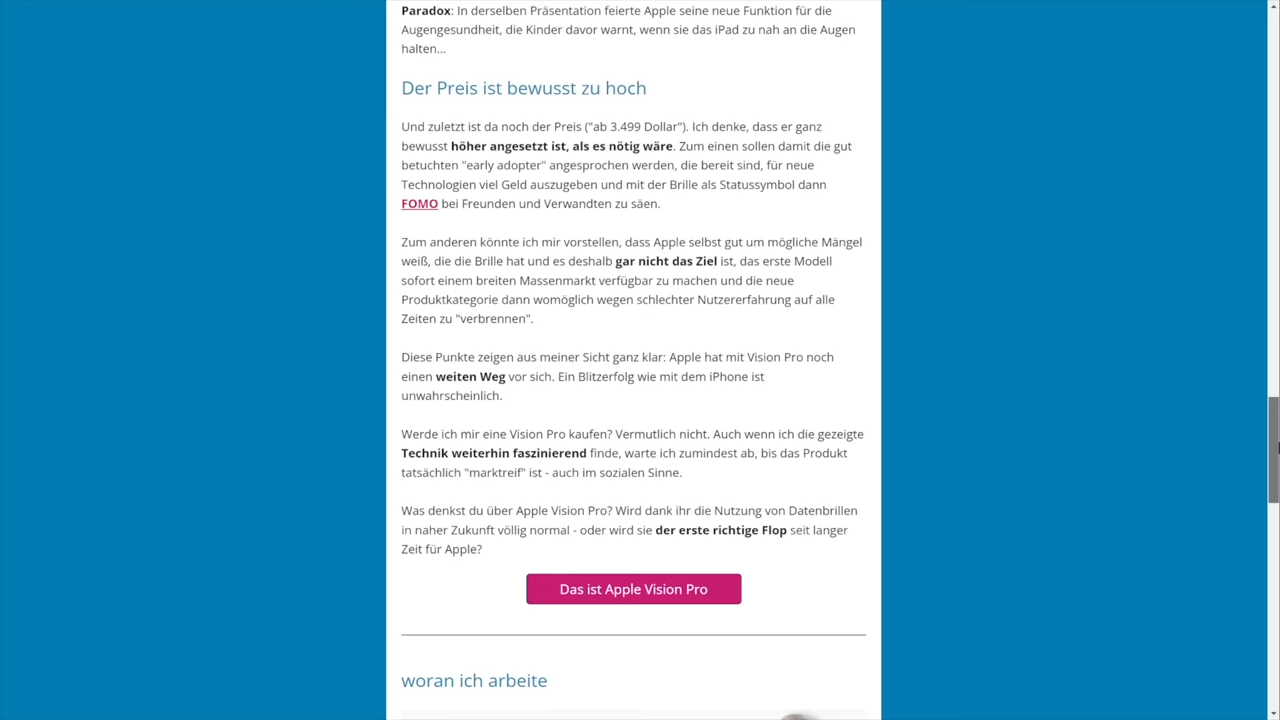 Paradox: In derselben Präsentation feierte Apple seine neue Funktion für die
Augengesundheit, die Kinder davor warnt, wenn sie das iPad zu nah an die Augen
halten...
Der Preis ist bewusst zu hoch
Und zuletzt ist da noch der Preis ("ab 3.499 Dollar"). Ich denke, dass er ganz
bewusst höher angesetzt ist, als es nötig wäre. Zum einen sollen damit die gut
betuchten "early adopter" angesprochen werden, die bereit sind, für neue
Technologien viel Geld auszugeben und mit der Brille als Statussymbol dann
FOMO bei Freunden und Verwandten zu säen.
Zum anderen könnte ich mir vorstellen, dass Apple selbst gut um mögliche Mängel
weiß, die die Brille hat und es deshalb gar nicht das Ziel ist, das erste Modell
sofort einem breiten Massenmarkt verfügbar zu machen und die neue
Produktkategorie dann womöglich wegen schlechter Nutzererfahrung auf alle
Zeiten zu "verbrennen".
Diese Punkte zeigen aus meiner Sicht ganz klar: Apple hat mit Vision Pro noch
einen weiten Weg vor sich. Ein Blitzerfolg wie mit dem iPhone ist
unwahrscheinlich.
Werde ich mir eine Vision Pro kaufen? Vermutlich nicht. Auch wenn ich die gezeigte
Technik weiterhin faszinierend finde, warte ich zumindest ab, bis das Produkt
tatsächlich "marktreif" ist - auch im sozialen Sinne.
Was denkst du über Apple Vision Pro? Wird dank ihr die Nutzung von Datenbrillen
in naher Zukunft völlig normal - oder wird sie der erste richtige Flop seit langer
Zeit für Apple?
Das ist Apple Vision Pro
woran ich arbeite